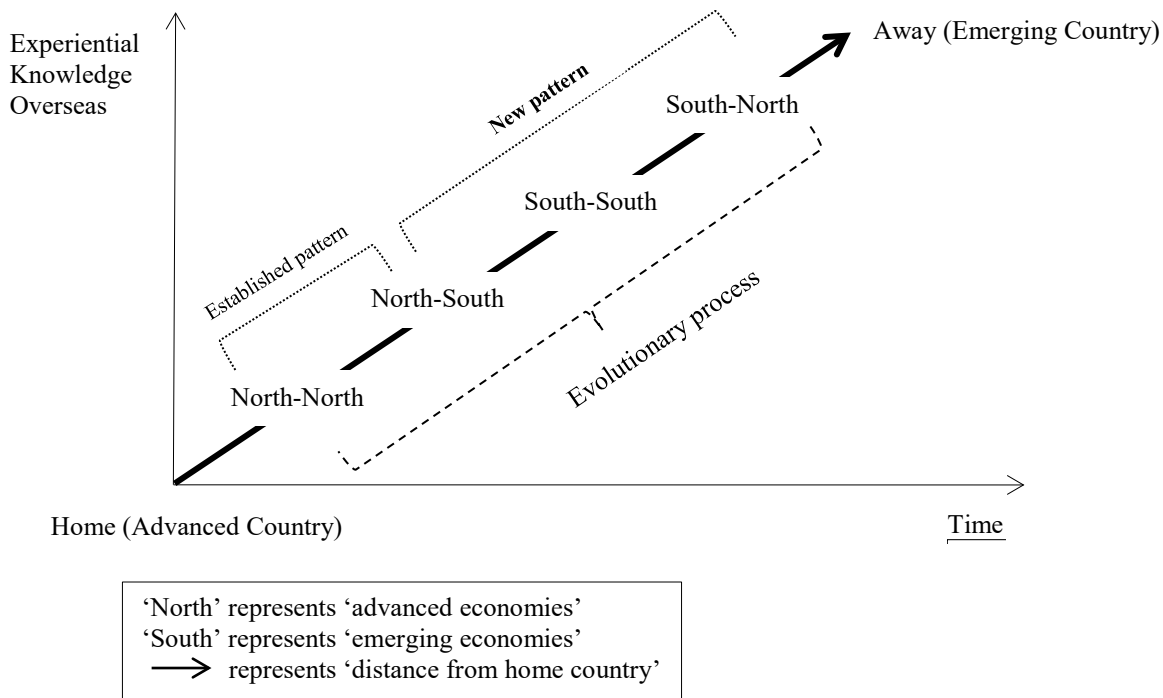 Experiential
Knowledge
Overseas
Away (Emerging Country)
New pattern
South-North
South-South
Established pattern
North-South
Evolutionary process
North-North
Home (Advanced Country)
Time
‘North’ represents ‘advanced economies’
‘South’ represents ‘emerging economies’
represents ‘distance from home country’